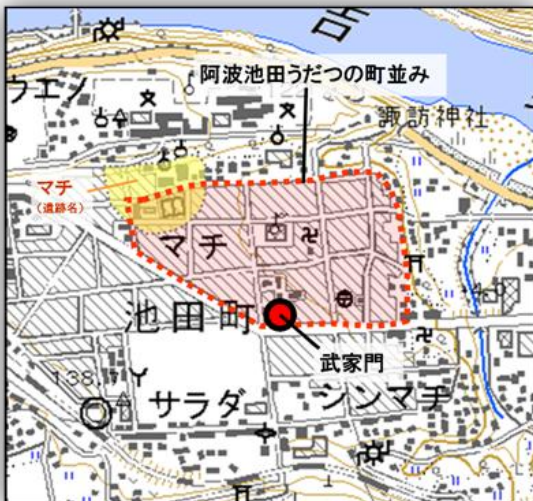 吉
阿波池田うだつの町並み
ウエノ
諏訪神社
マチ
(遺跡名)
マチ
池田町
武家門
138.
サラダ
シンマチ